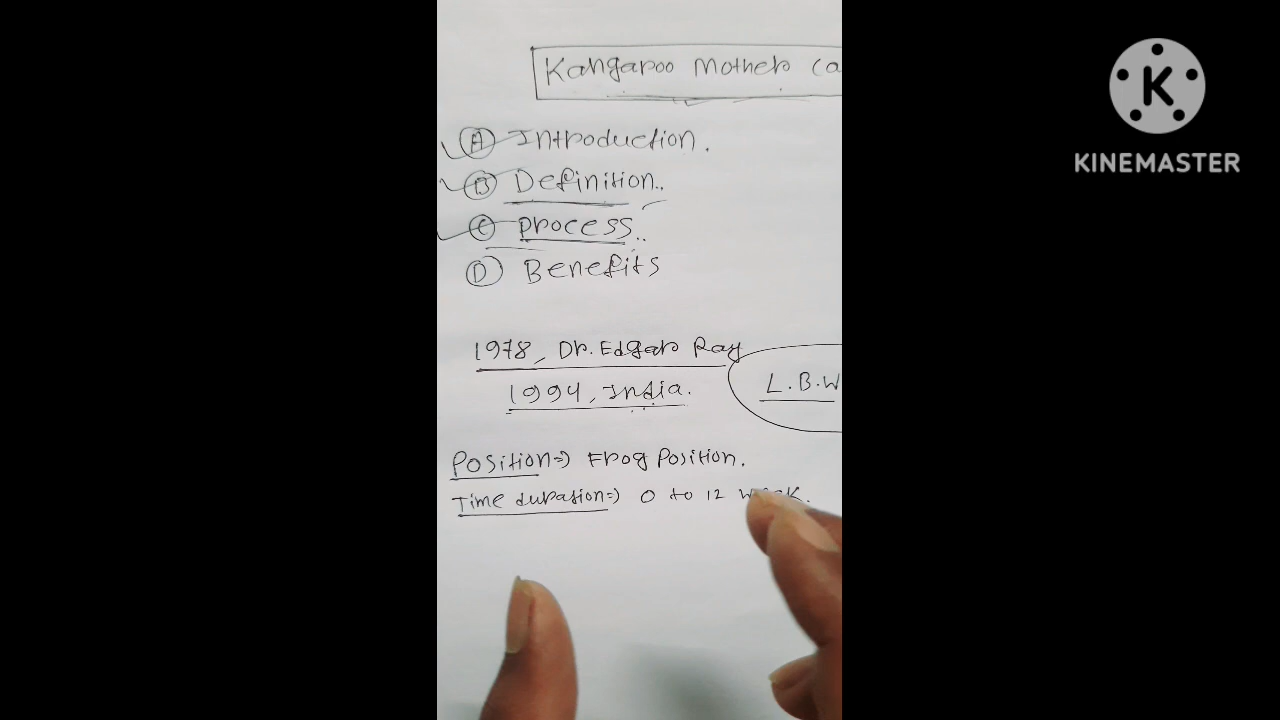 Kangaroo Mother Ca
A Introduction.
B Definition..
C Process..
D Benefits
1978, Dr. Edgar Ray
1994, India.
L.B.W
Position => Frog Position.
Time duration => 0 to 12 week.
K
KINEMASTER